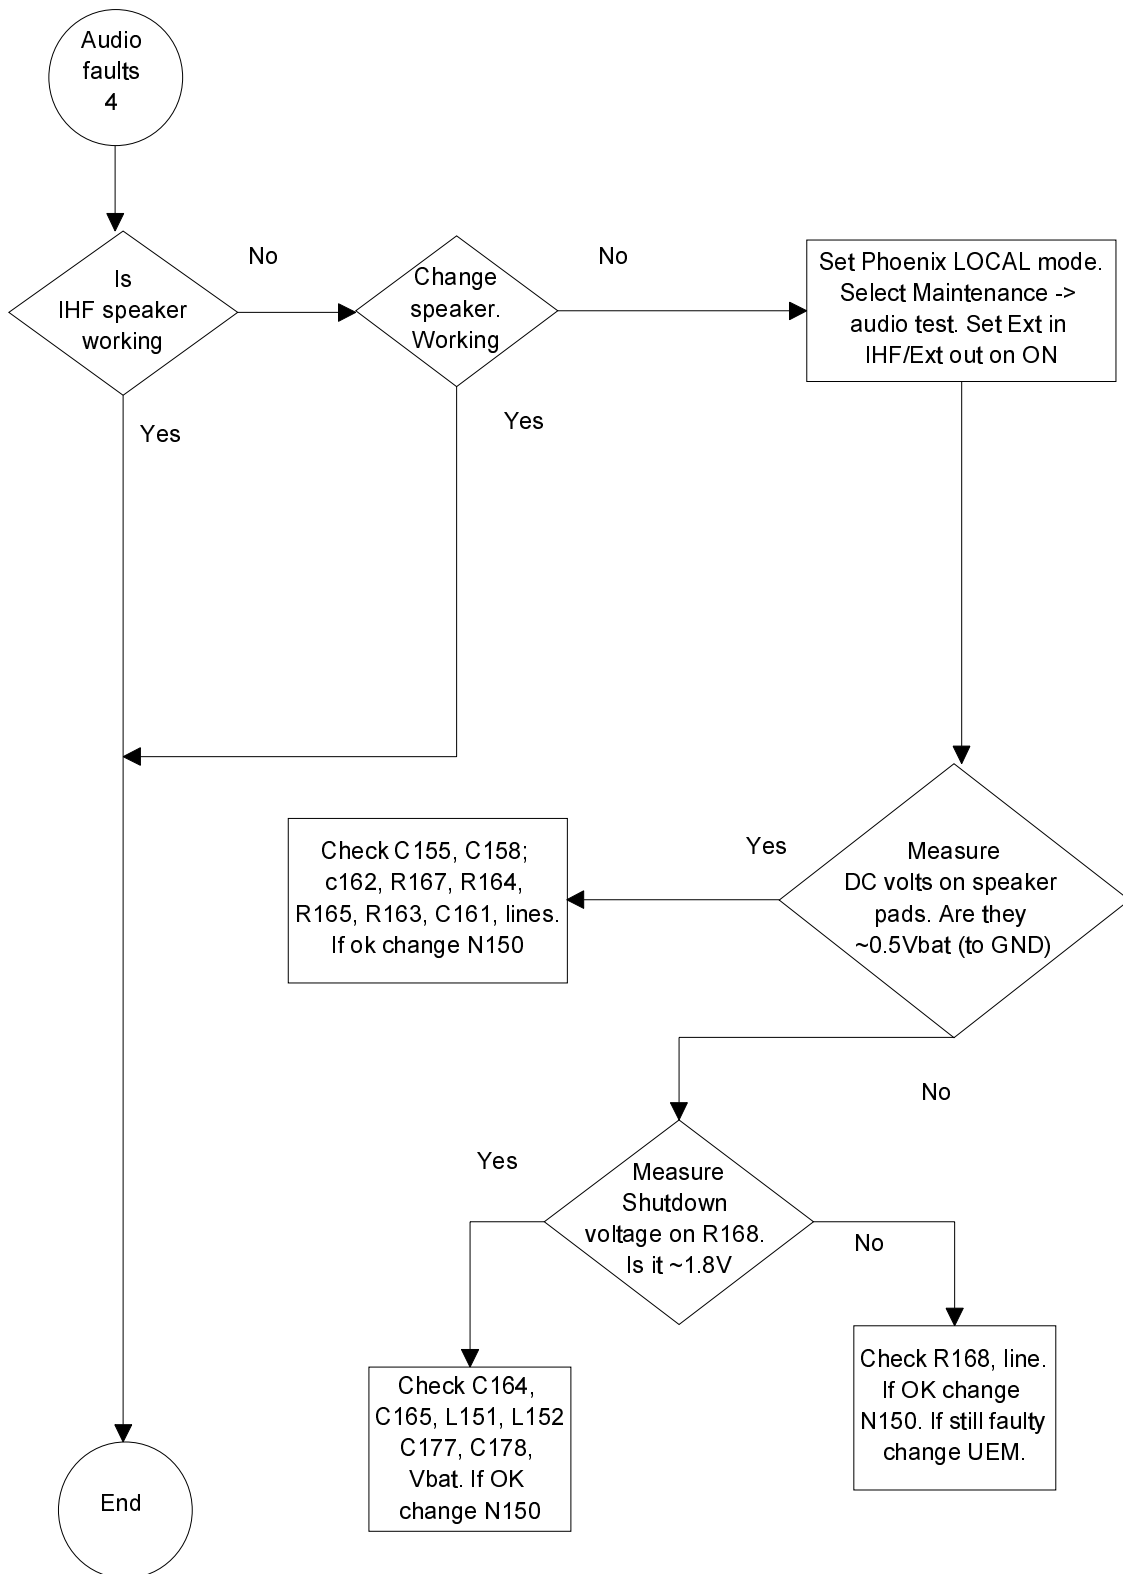 Audio
faults
4
Is
IHF speaker
working
No
Change
speaker.
Working
No
Set Phoenix LOCAL mode.
Select Maintenance ->
audio test. Set Ext in
IHF/Ext out on ON
Yes
Yes
Measure
DC volts on speaker
pads. Are they
~0.5Vbat (to GND)
Yes
Check C155, C158;
c162, R167, R164,
R165, R163, C161, lines.
If ok change N150
No
Measure
Shutdown
voltage on R168.
Is it ~1.8V
Yes
No
Check C164,
C165, L151, L152
C177, C178,
Vbat. If OK
change N150
Check R168, line.
If OK change
N150. If still faulty
change UEM.
End